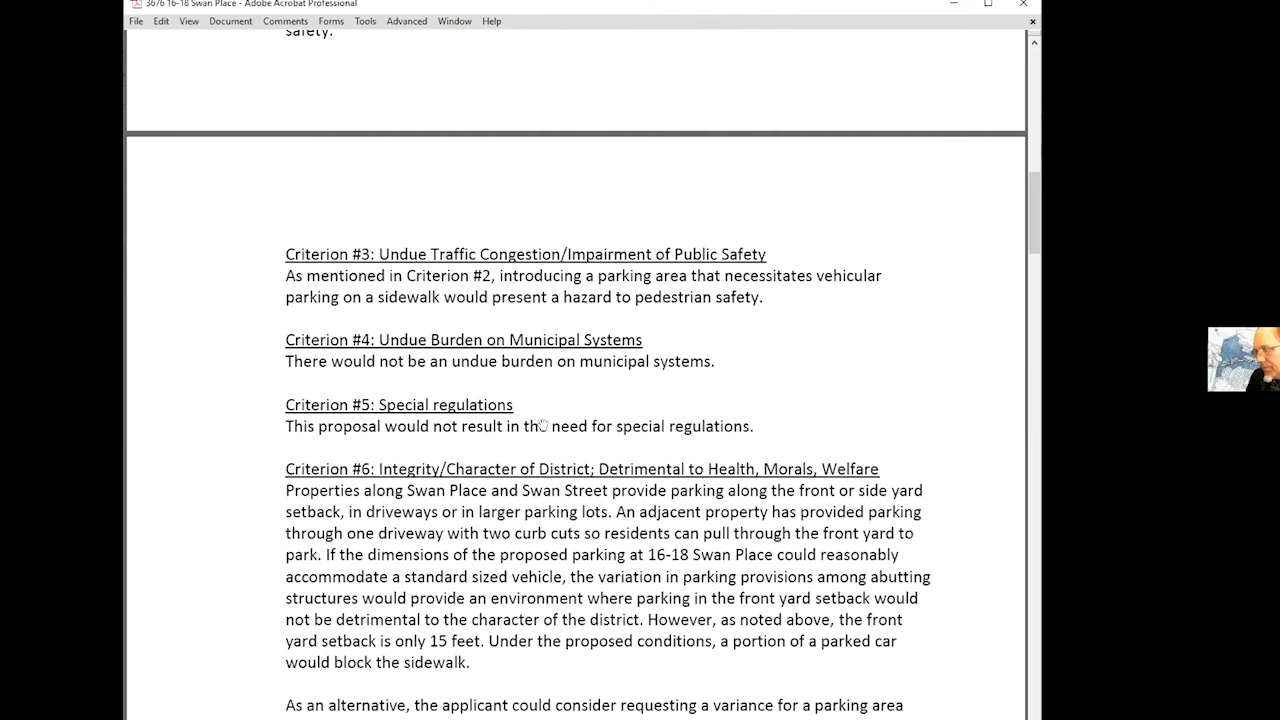 3676 16-18 Swan Place - Adobe Acrobat Professional
File Edit View Document Comments Forms Tools Advanced Window Help
safety.
Criterion #3: Undue Traffic Congestion/Impairment of Public Safety
As mentioned in Criterion #2, introducing a parking area that necessitates vehicular
parking on a sidewalk would present a hazard to pedestrian safety.
Criterion #4: Undue Burden on Municipal Systems
There would not be an undue burden on municipal systems.
Criterion #5: Special regulations
This proposal would not result in the need for special regulations.
Criterion #6: Integrity/Character of District; Detrimental to Health, Morals, Welfare
Properties along Swan Place and Swan Street provide parking along the front or side yard
setback, in driveways or in larger parking lots. An adjacent property has provided parking
through one driveway with two curb cuts so residents can pull through the front yard to
park. If the dimensions of the proposed parking at 16-18 Swan Place could reasonably
accommodate a standard sized vehicle, the variation in parking provisions among abutting
structures would provide an environment where parking in the front yard setback would
not be detrimental to the character of the district. However, as noted above, the front
yard setback is only 15 feet. Under the proposed conditions, a portion of a parked car
would block the sidewalk.
As an alternative, the applicant could consider requesting a variance for a parking area